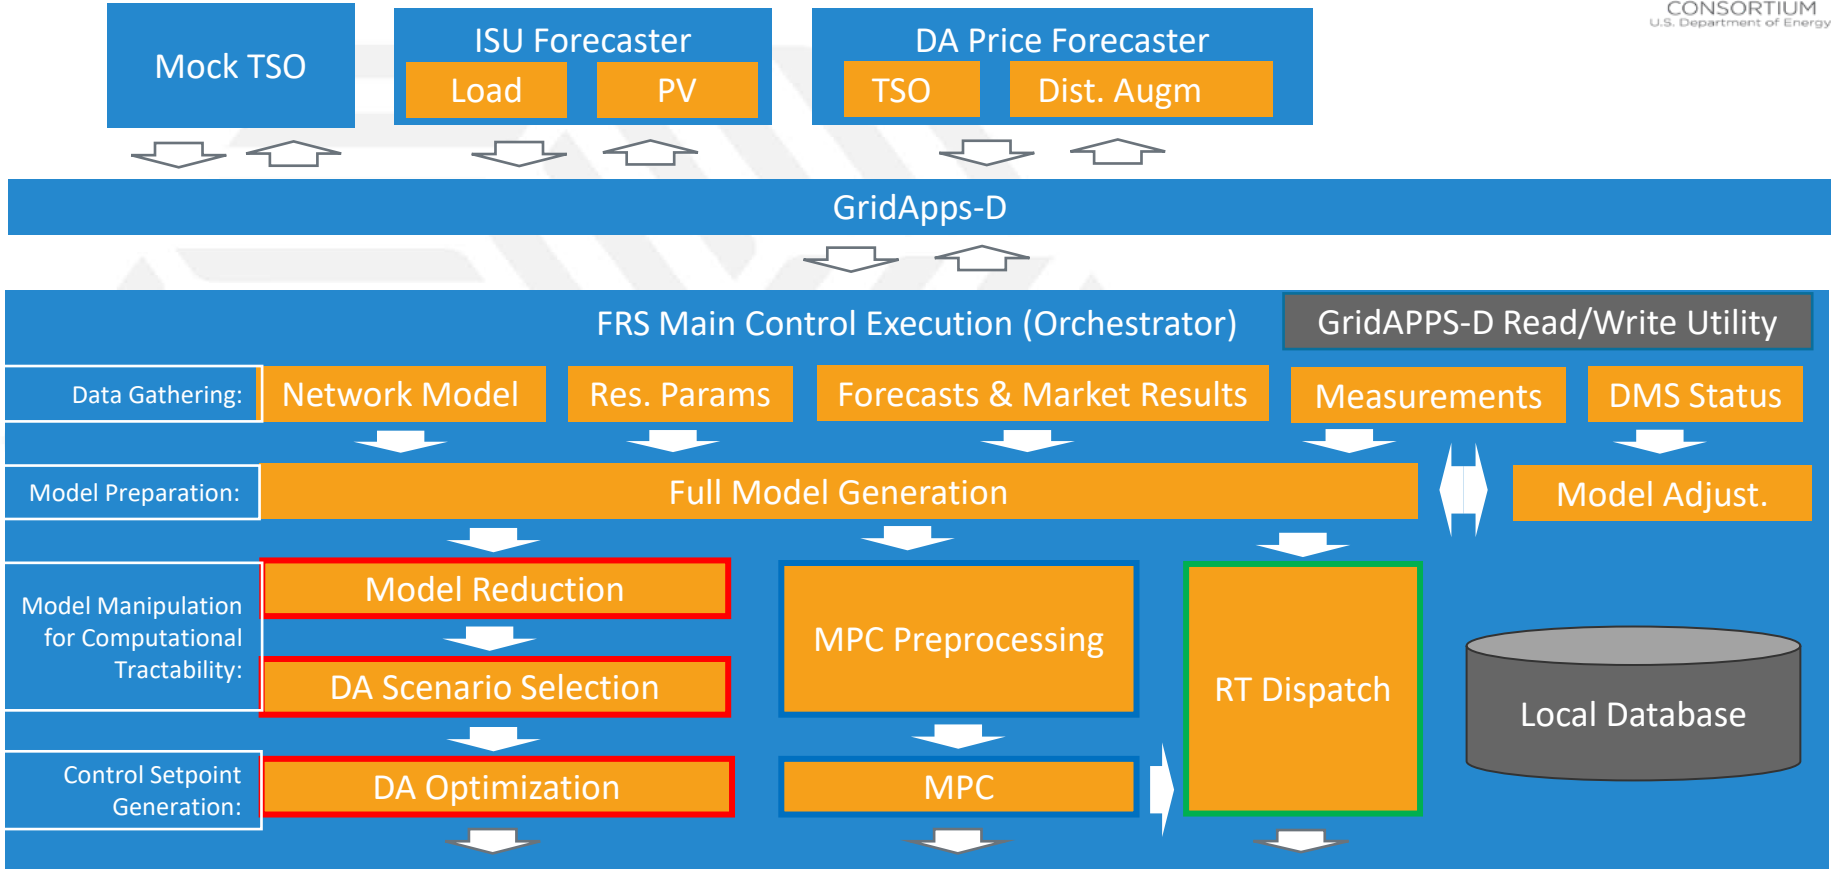 CONSORTIUM
U.S. Department of Energy
Mock TSO
ISU Forecaster
Load
PV
DA Price Forecaster
TSO
Dist. Augm
GridApps-D
FRS Main Control Execution (Orchestrator)
GridAPPS-D Read/Write Utility
Data Gathering:
Network Model
Res. Params
Forecasts & Market Results
Measurements
DMS Status
Model Preparation:
Full Model Generation
Model Adjust.
Model Manipulation
for Computational
Tractability:
Model Reduction
DA Scenario Selection
MPC Preprocessing
RT Dispatch
Local Database
Control Setpoint
Generation:
DA Optimization
MPC